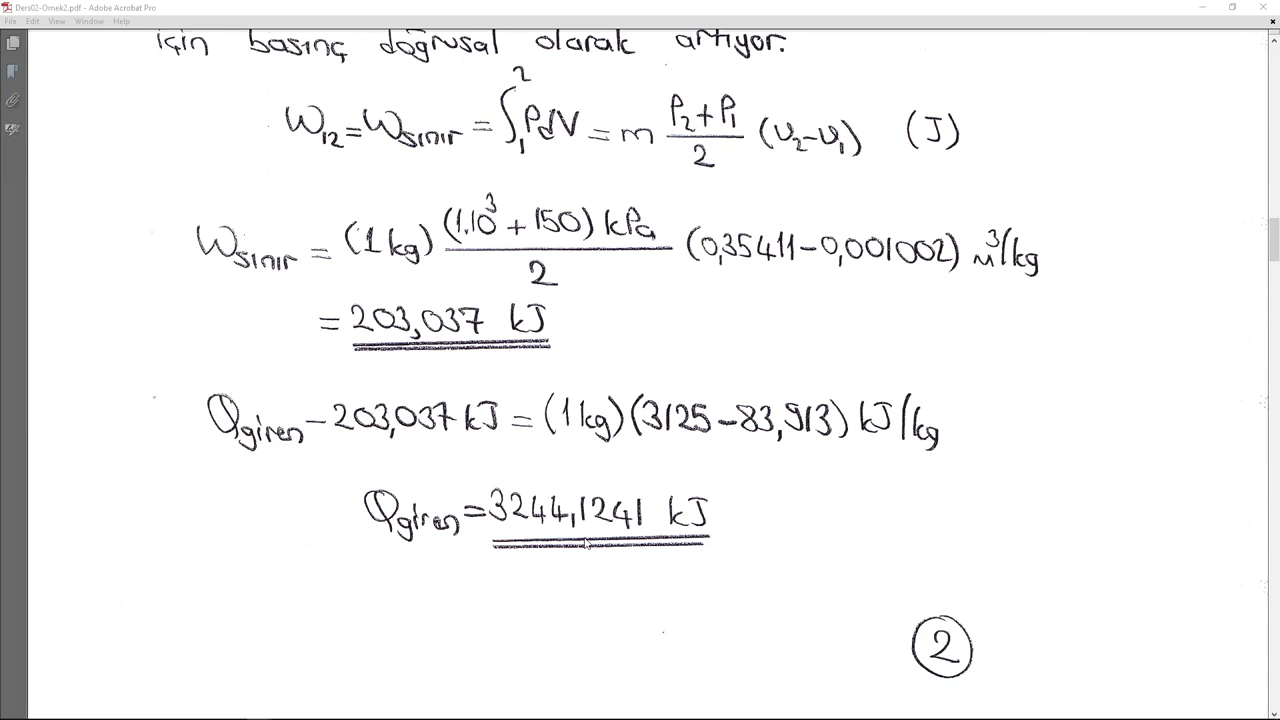 Ders02-Ornek2.pdf - Adobe Acrobat Pro
File Edit View Window Help
için basınç doğrusal olarak artıyor.
W₁₂ = Wsınır = ∫₁² PdV = m (P₂+P₁)/2 (υ₂-υ₁) (J)
Wsınır = (1 kg) (1.10³ + 150) kPa / 2 (0,35411 - 0,001002) m³/kg
= 203,037 kJ
Qgiren - 203,037 kJ = (1 kg) (3125 - 83,913) kJ/kg
Qgiren = 3244,1241 kJ
2